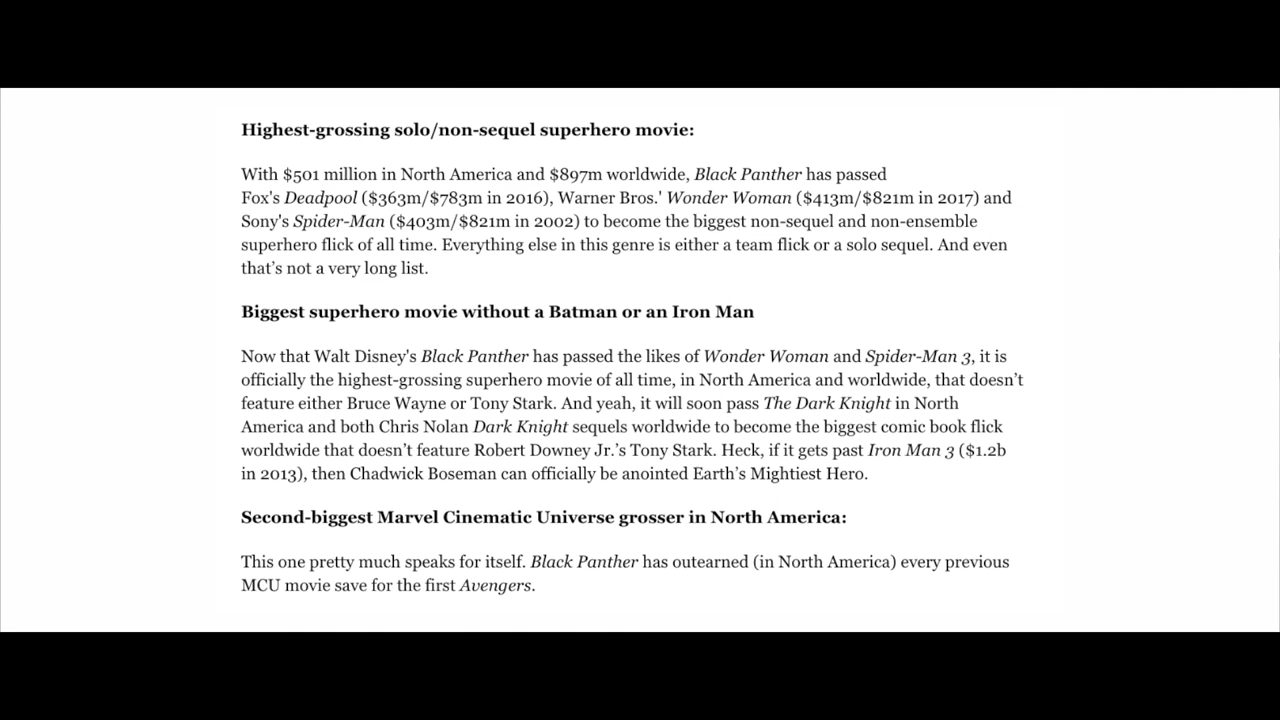 Highest-grossing solo/non-sequel superhero movie:
With $501 million in North America and $897m worldwide, Black Panther has passed
Fox's Deadpool ($363m/$783m in 2016), Warner Bros.' Wonder Woman ($413m/$821m in 2017) and
Sony's Spider-Man ($403m/$821m in 2002) to become the biggest non-sequel and non-ensemble
superhero flick of all time. Everything else in this genre is either a team flick or a solo sequel. And even
that’s not a very long list.
Biggest superhero movie without a Batman or an Iron Man
Now that Walt Disney's Black Panther has passed the likes of Wonder Woman and Spider-Man 3, it is
officially the highest-grossing superhero movie of all time, in North America and worldwide, that doesn’t
feature either Bruce Wayne or Tony Stark. And yeah, it will soon pass The Dark Knight in North
America and both Chris Nolan Dark Knight sequels worldwide to become the biggest comic book flick
worldwide that doesn’t feature Robert Downey Jr.’s Tony Stark. Heck, if it gets past Iron Man 3 ($1.2b
in 2013), then Chadwick Boseman can officially be anointed Earth’s Mightiest Hero.
Second-biggest Marvel Cinematic Universe grosser in North America:
This one pretty much speaks for itself. Black Panther has outearned (in North America) every previous
MCU movie save for the first Avengers.